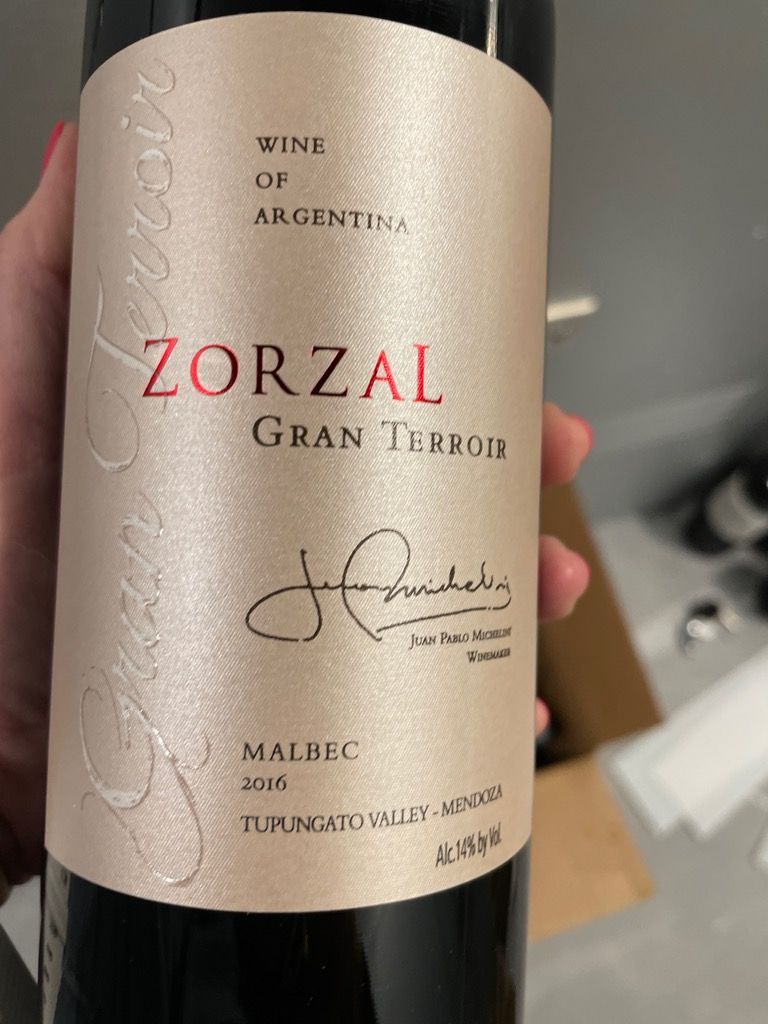 Gran Terroir
WINE
OF
ARGENTINA
ZORZAL
GRAN TERROIR
JUAN PABLO MICHELINI
WINEMAKER
MALBEC
2016
TUPUNGATO VALLEY - MENDOZA
Alc.14% by Vol.